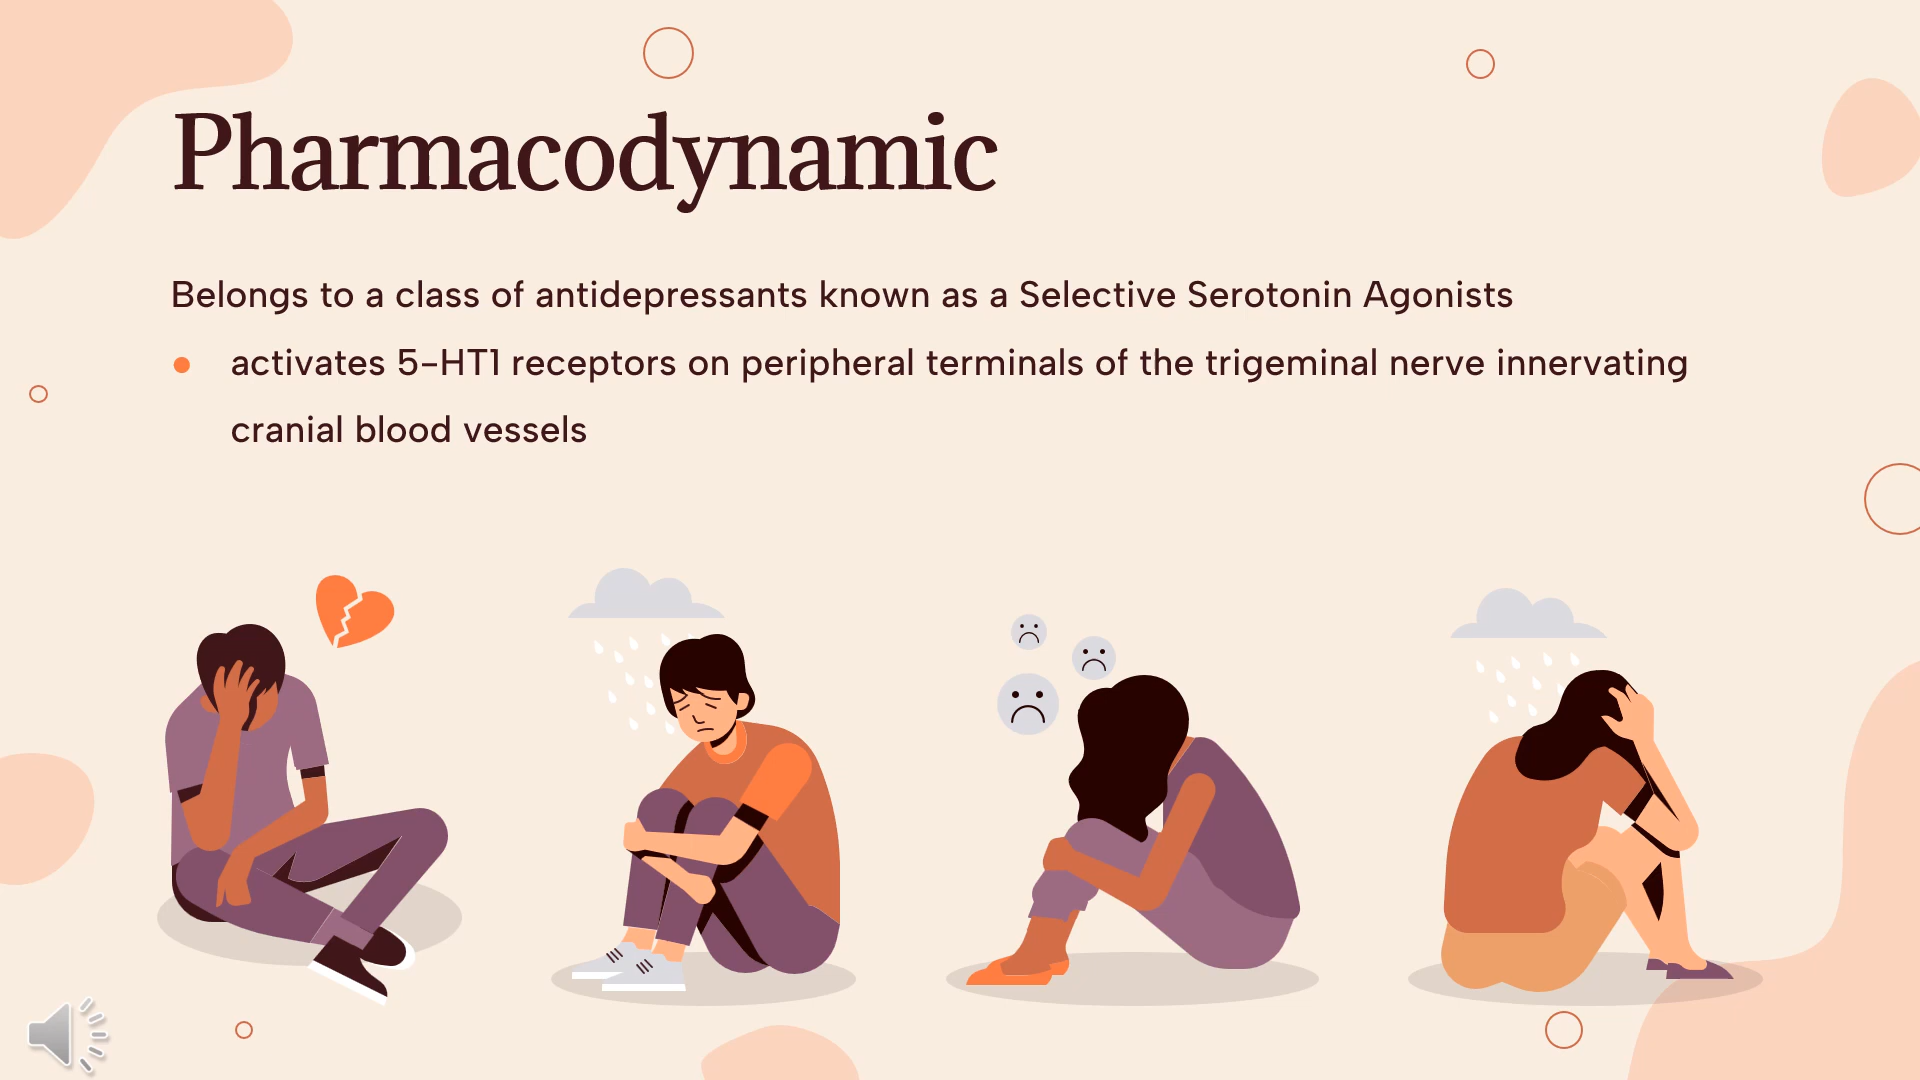 Pharmacodynamic
Belongs to a class of antidepressants known as a Selective Serotonin Agonists
activates 5-HT1 receptors on peripheral terminals of the trigeminal nerve innervating
cranial blood vessels